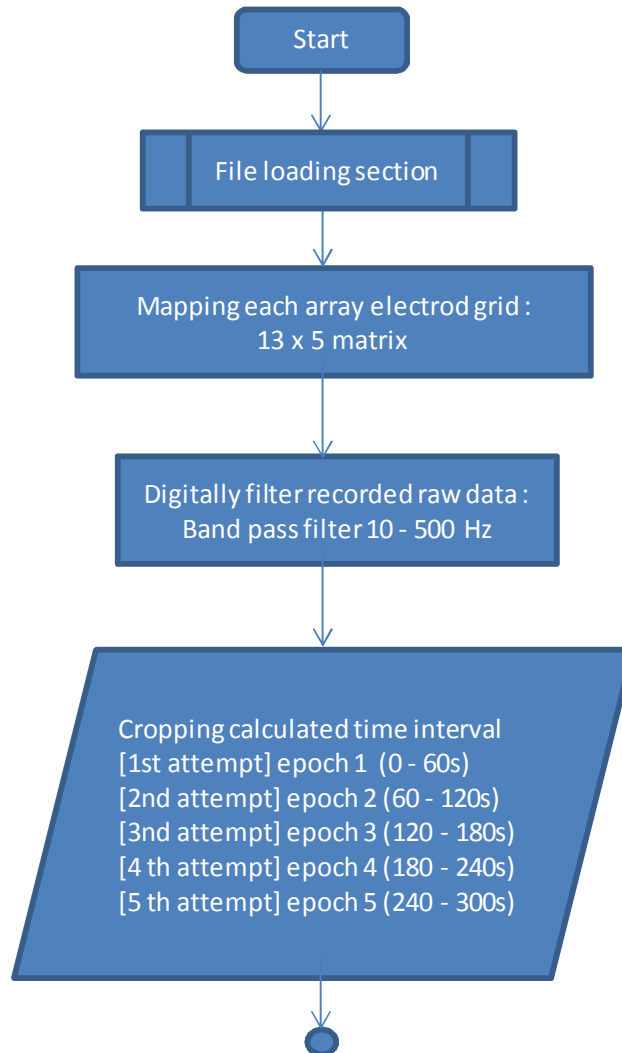 Start
File loading section
Mapping each array electrod grid :
13 x 5 matrix
Digitally filter recorded raw data :
Band pass filter 10 - 500 Hz
Cropping calculated time interval
[1st attempt] epoch 1 (0 - 60s)
[2nd attempt] epoch 2 (60 - 120s)
[3nd attempt] epoch 3 (120 - 180s)
[4 th attempt] epoch 4 (180 - 240s)
[5 th attempt] epoch 5 (240 - 300s)